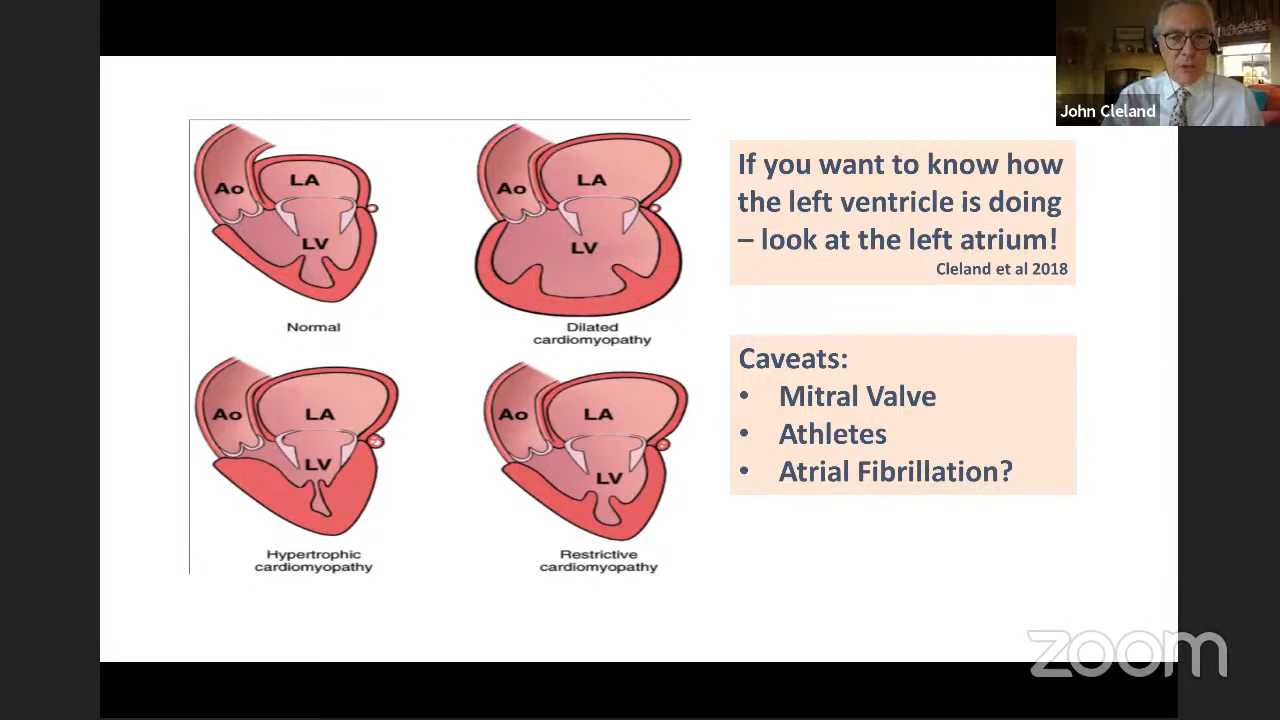 John Cleland
Ao
LA
LV
Normal
Ao
LA
LV
Dilated
cardiomyopathy
Ao
LA
LV
Hypertrophic
cardiomyopathy
Ao
LA
LV
Restrictive
cardiomyopathy
If you want to know how
the left ventricle is doing
– look at the left atrium!
Cleland et al 2018
Caveats:
• Mitral Valve
• Athletes
• Atrial Fibrillation?
zoom